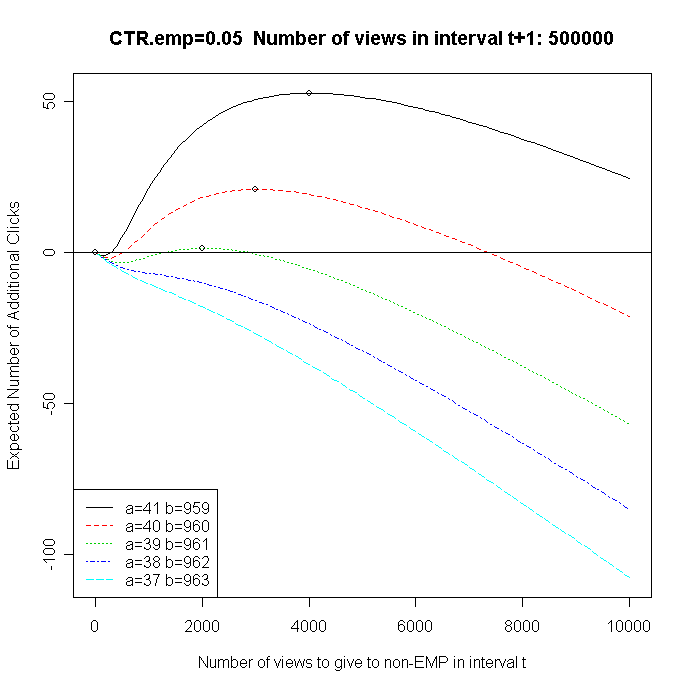 CTR.emp=0.05 Number of views in interval t+1: 500000
Expected Number of Additional Clicks
50
0
-50
-100
a=41 b=959
a=40 b=960
a=39 b=961
a=38 b=962
a=37 b=963
0 2000 4000 6000 8000 10000
Number of views to give to non-EMP in interval t